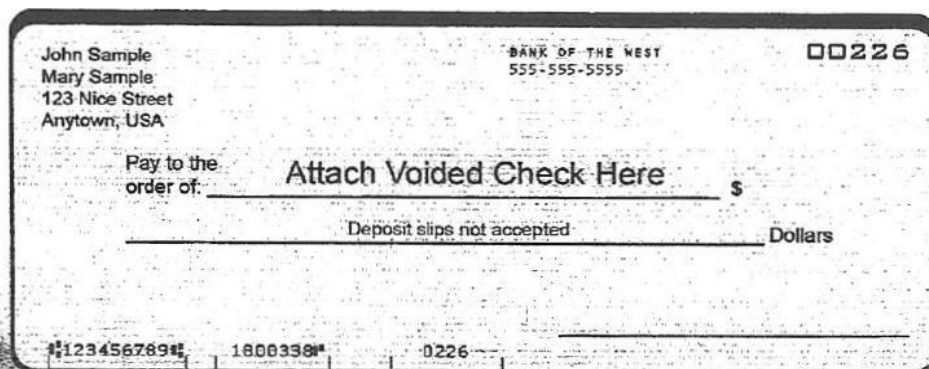 John Sample
Mary Sample
123 Nice Street
Anytown, USA
BANK OF THE WEST
555-555-5555
00226
Pay to the
order of: Attach Voided Check Here $
Deposit slips not accepted Dollars
⑆123456789⑆ 1800338⑈ 0226